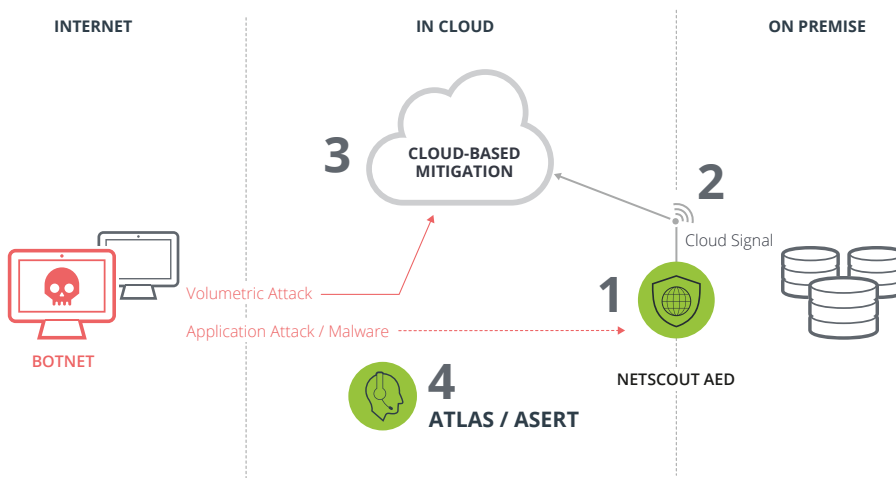 INTERNET
IN CLOUD
ON PREMISE
3
CLOUD-BASED
MITIGATION
2
Cloud Signal
1
Volumetric Attack
Application Attack / Malware
BOTNET
NETSCOUT AED
4
ATLAS / ASERT